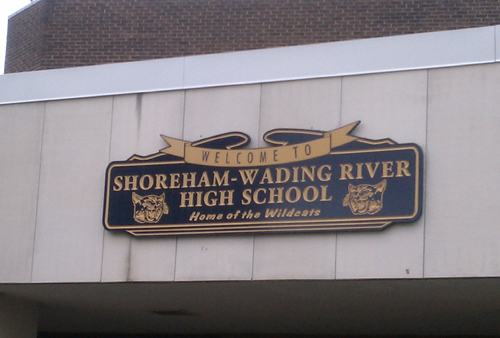 WELCOME TO
SHOREHAM-WADING RIVER
HIGH SCHOOL
Home of the Wildcats